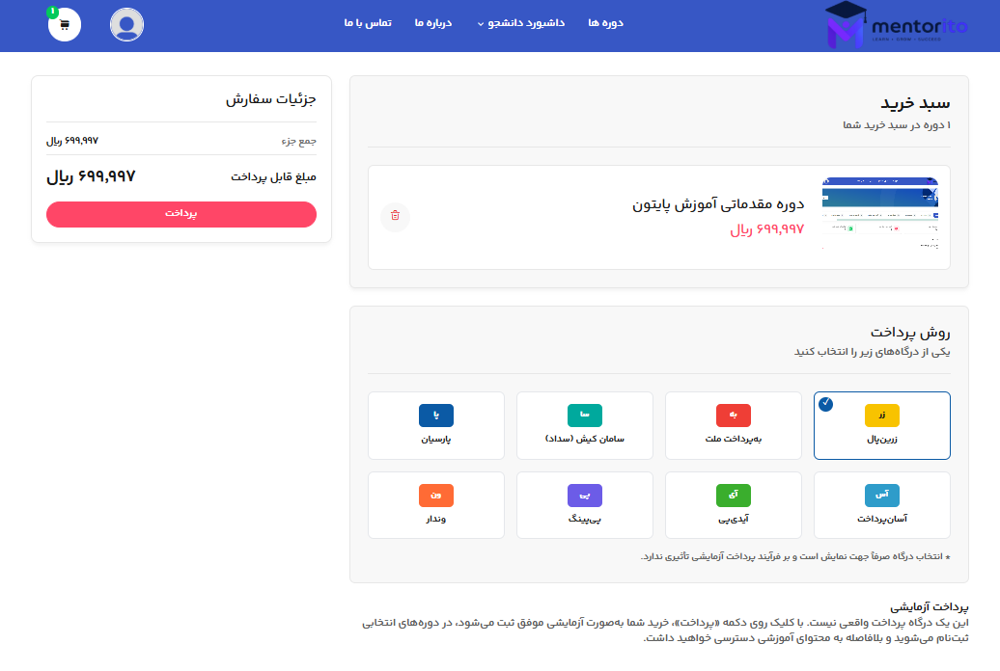 mentorito
LEARN • GROW • SUCCEED
دوره ها
داشبورد دانشجو
درباره ما
تماس با ما
1
سبد خرید
۱ دوره در سبد خرید شما
دوره مقدماتی آموزش پایتون
۶۹۹,۹۹۷ ریال
جزئیات سفارش
جمع جزء
۶۹۹,۹۹۷ ریال
مبلغ قابل پرداخت
۶۹۹,۹۹۷ ریال
پرداخت
روش پرداخت
یکی از درگاه‌های زیر را انتخاب کنید
زر
زرین‌پال
به
به‌پرداخت ملت
سا
سامان کیش (سداد)
پا
پارسیان
آس
آسان‌پرداخت
آی
آیدی‌پی
پی
پی‌پینگ
ون
وندار
* انتخاب درگاه صرفاً جهت نمایش است و بر فرآیند پرداخت آزمایشی تأثیری ندارد.
پرداخت آزمایشی
این یک درگاه پرداخت واقعی نیست. با کلیک روی دکمه «پرداخت»، خرید شما به‌صورت آزمایشی موفق ثبت می‌شود، در دوره‌های انتخابی
ثبت‌نام می‌شوید و بلافاصله به محتوای آموزشی دسترسی خواهید داشت.